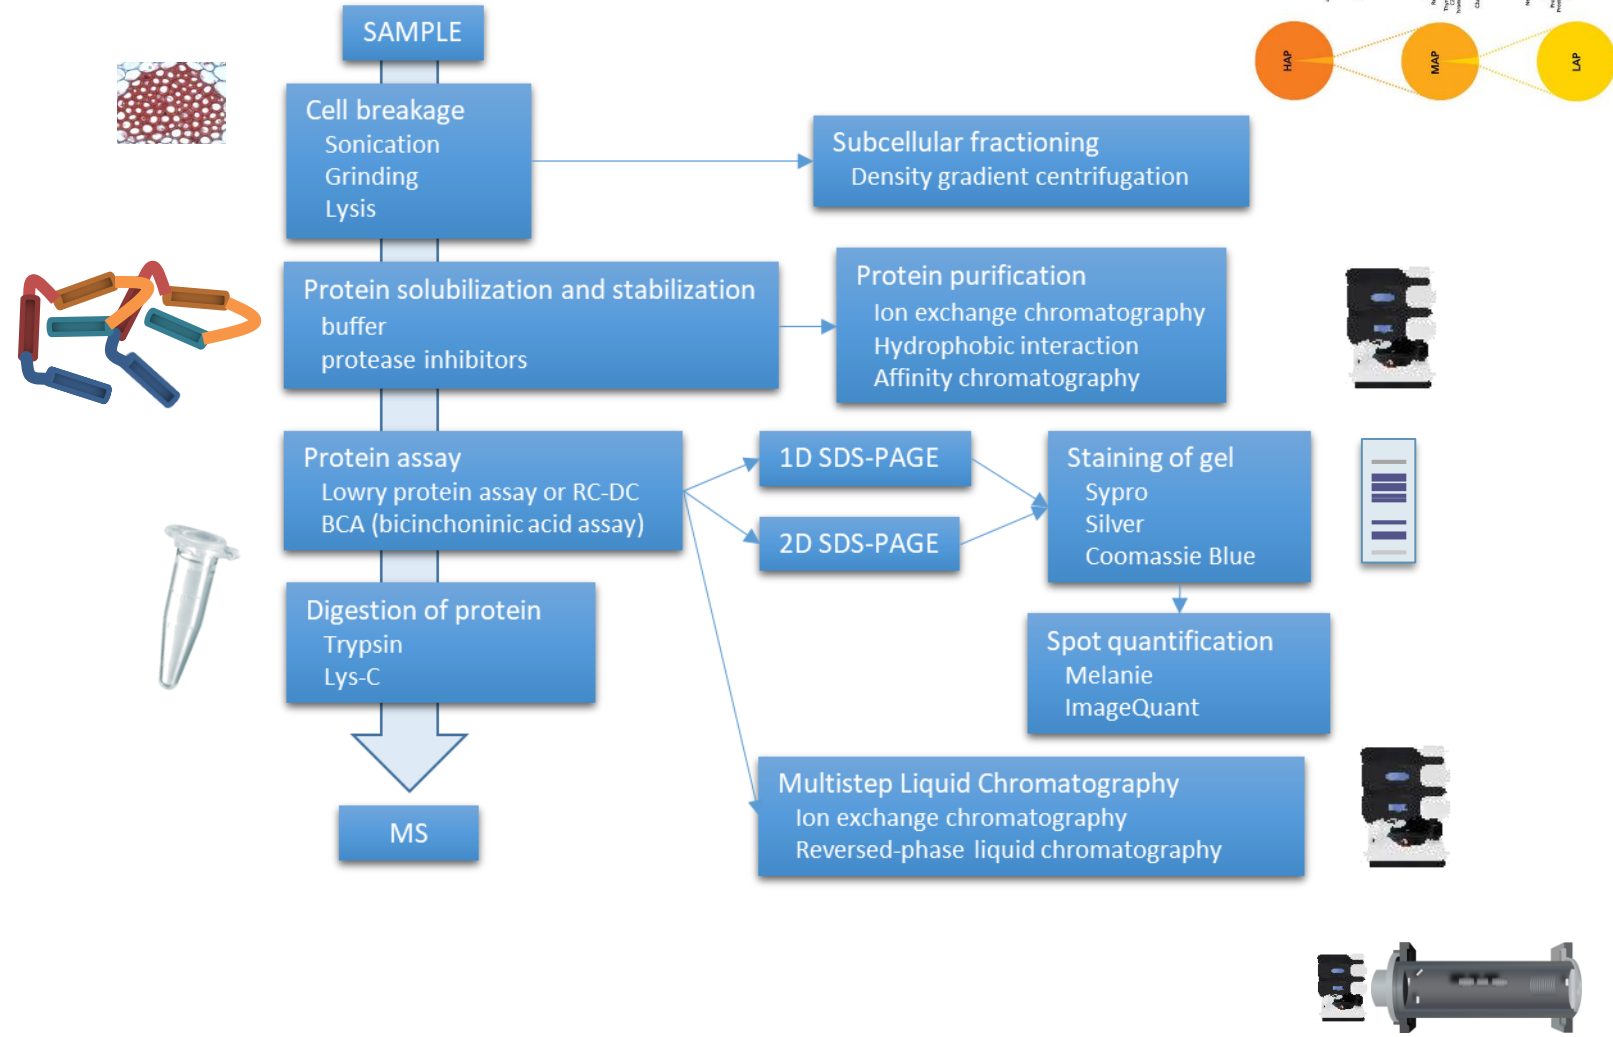 SAMPLE
Cell breakage
Sonication
Grinding
Lysis
Subcellular fractioning
Density gradient centrifugation
Protein solubilization and stabilization
buffer
protease inhibitors
Protein purification
Ion exchange chromatography
Hydrophobic interaction
Affinity chromatography
Protein assay
Lowry protein assay or RC-DC
BCA (bicinchoninic acid assay)
1D SDS-PAGE
2D SDS-PAGE
Staining of gel
Sypro
Silver
Coomassie Blue
Digestion of protein
Trypsin
Lys-C
Spot quantification
Melanie
ImageQuant
Multistep Liquid Chromatography
Ion exchange chromatography
Reversed-phase liquid chromatography
MS
HAP
MAP
LAP